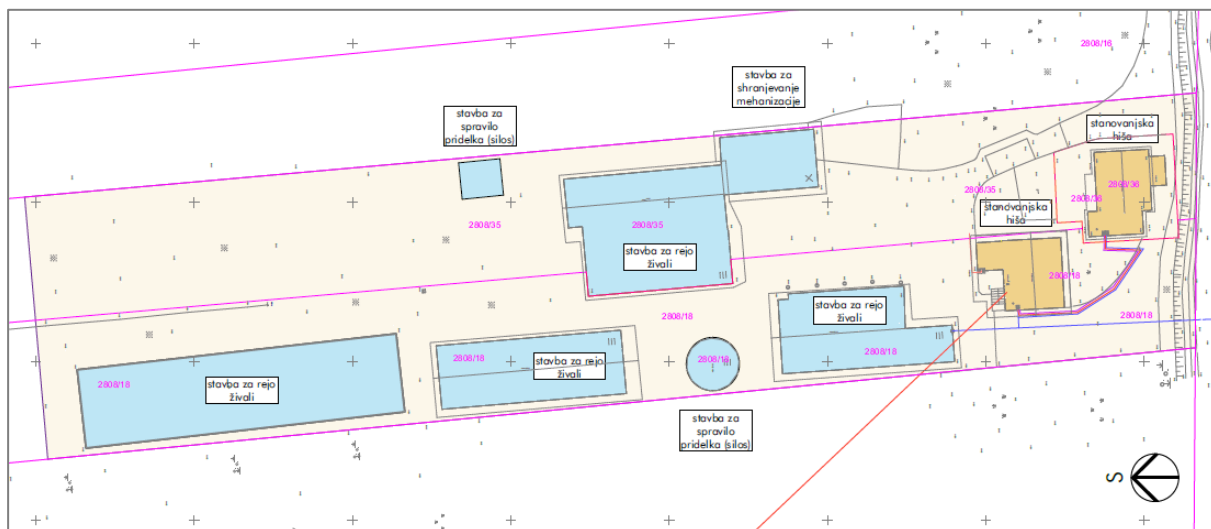 2808/16
stavba za
shranjevanje
mehanizacije
stavba za
spravilo
pridelka (silos)
stanovanjska
hiša
2808/36
2808/36
2808/35
stanovanjska
hiša
2808/35
2808/35
stavba za rejo
živali
2808/18
2808/18
stavba za rejo
živali
2808/18
2808/18
stavba za rejo
živali
2808/18
2808/18
2808/18
stavba za rejo
živali
stavba za
spravilo
pridelka (silos)
S